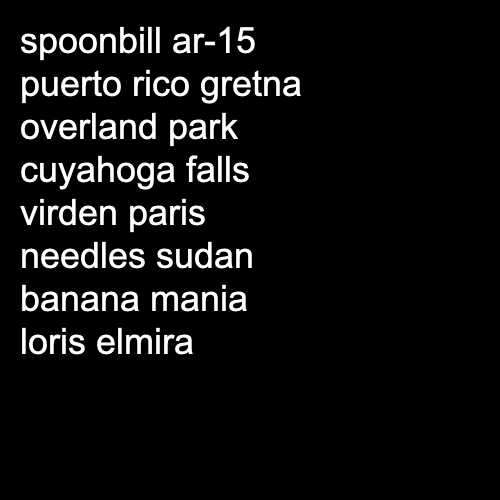 spoonbill ar-15
puerto rico gretna
overland park
cuyahoga falls
virden paris
needles sudan
banana mania
loris elmira